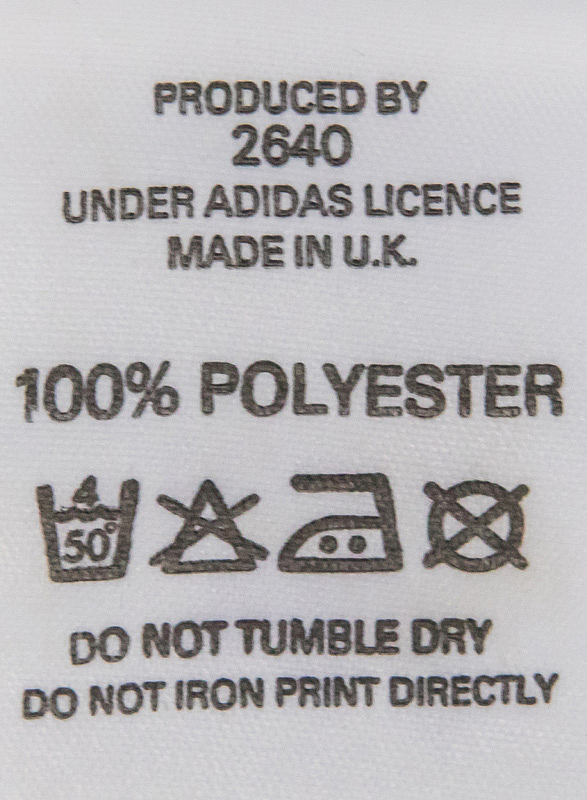 PRODUCED BY
2640
UNDER ADIDAS LICENCE
MADE IN U.K.
100% POLYESTER
4
50°
DO NOT TUMBLE DRY
DO NOT IRON PRINT DIRECTLY